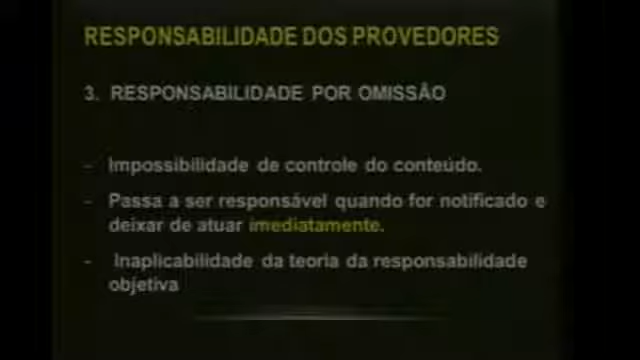 RESPONSABILIDADE DOS PROVEDORES
3. RESPONSABILIDADE POR OMISSÃO
- Impossibilidade de controle do conteúdo.
- Passa a ser responsável quando for notificado e
deixar de atuar imediatamente.
- Inaplicabilidade da teoria da responsabilidade
objetiva